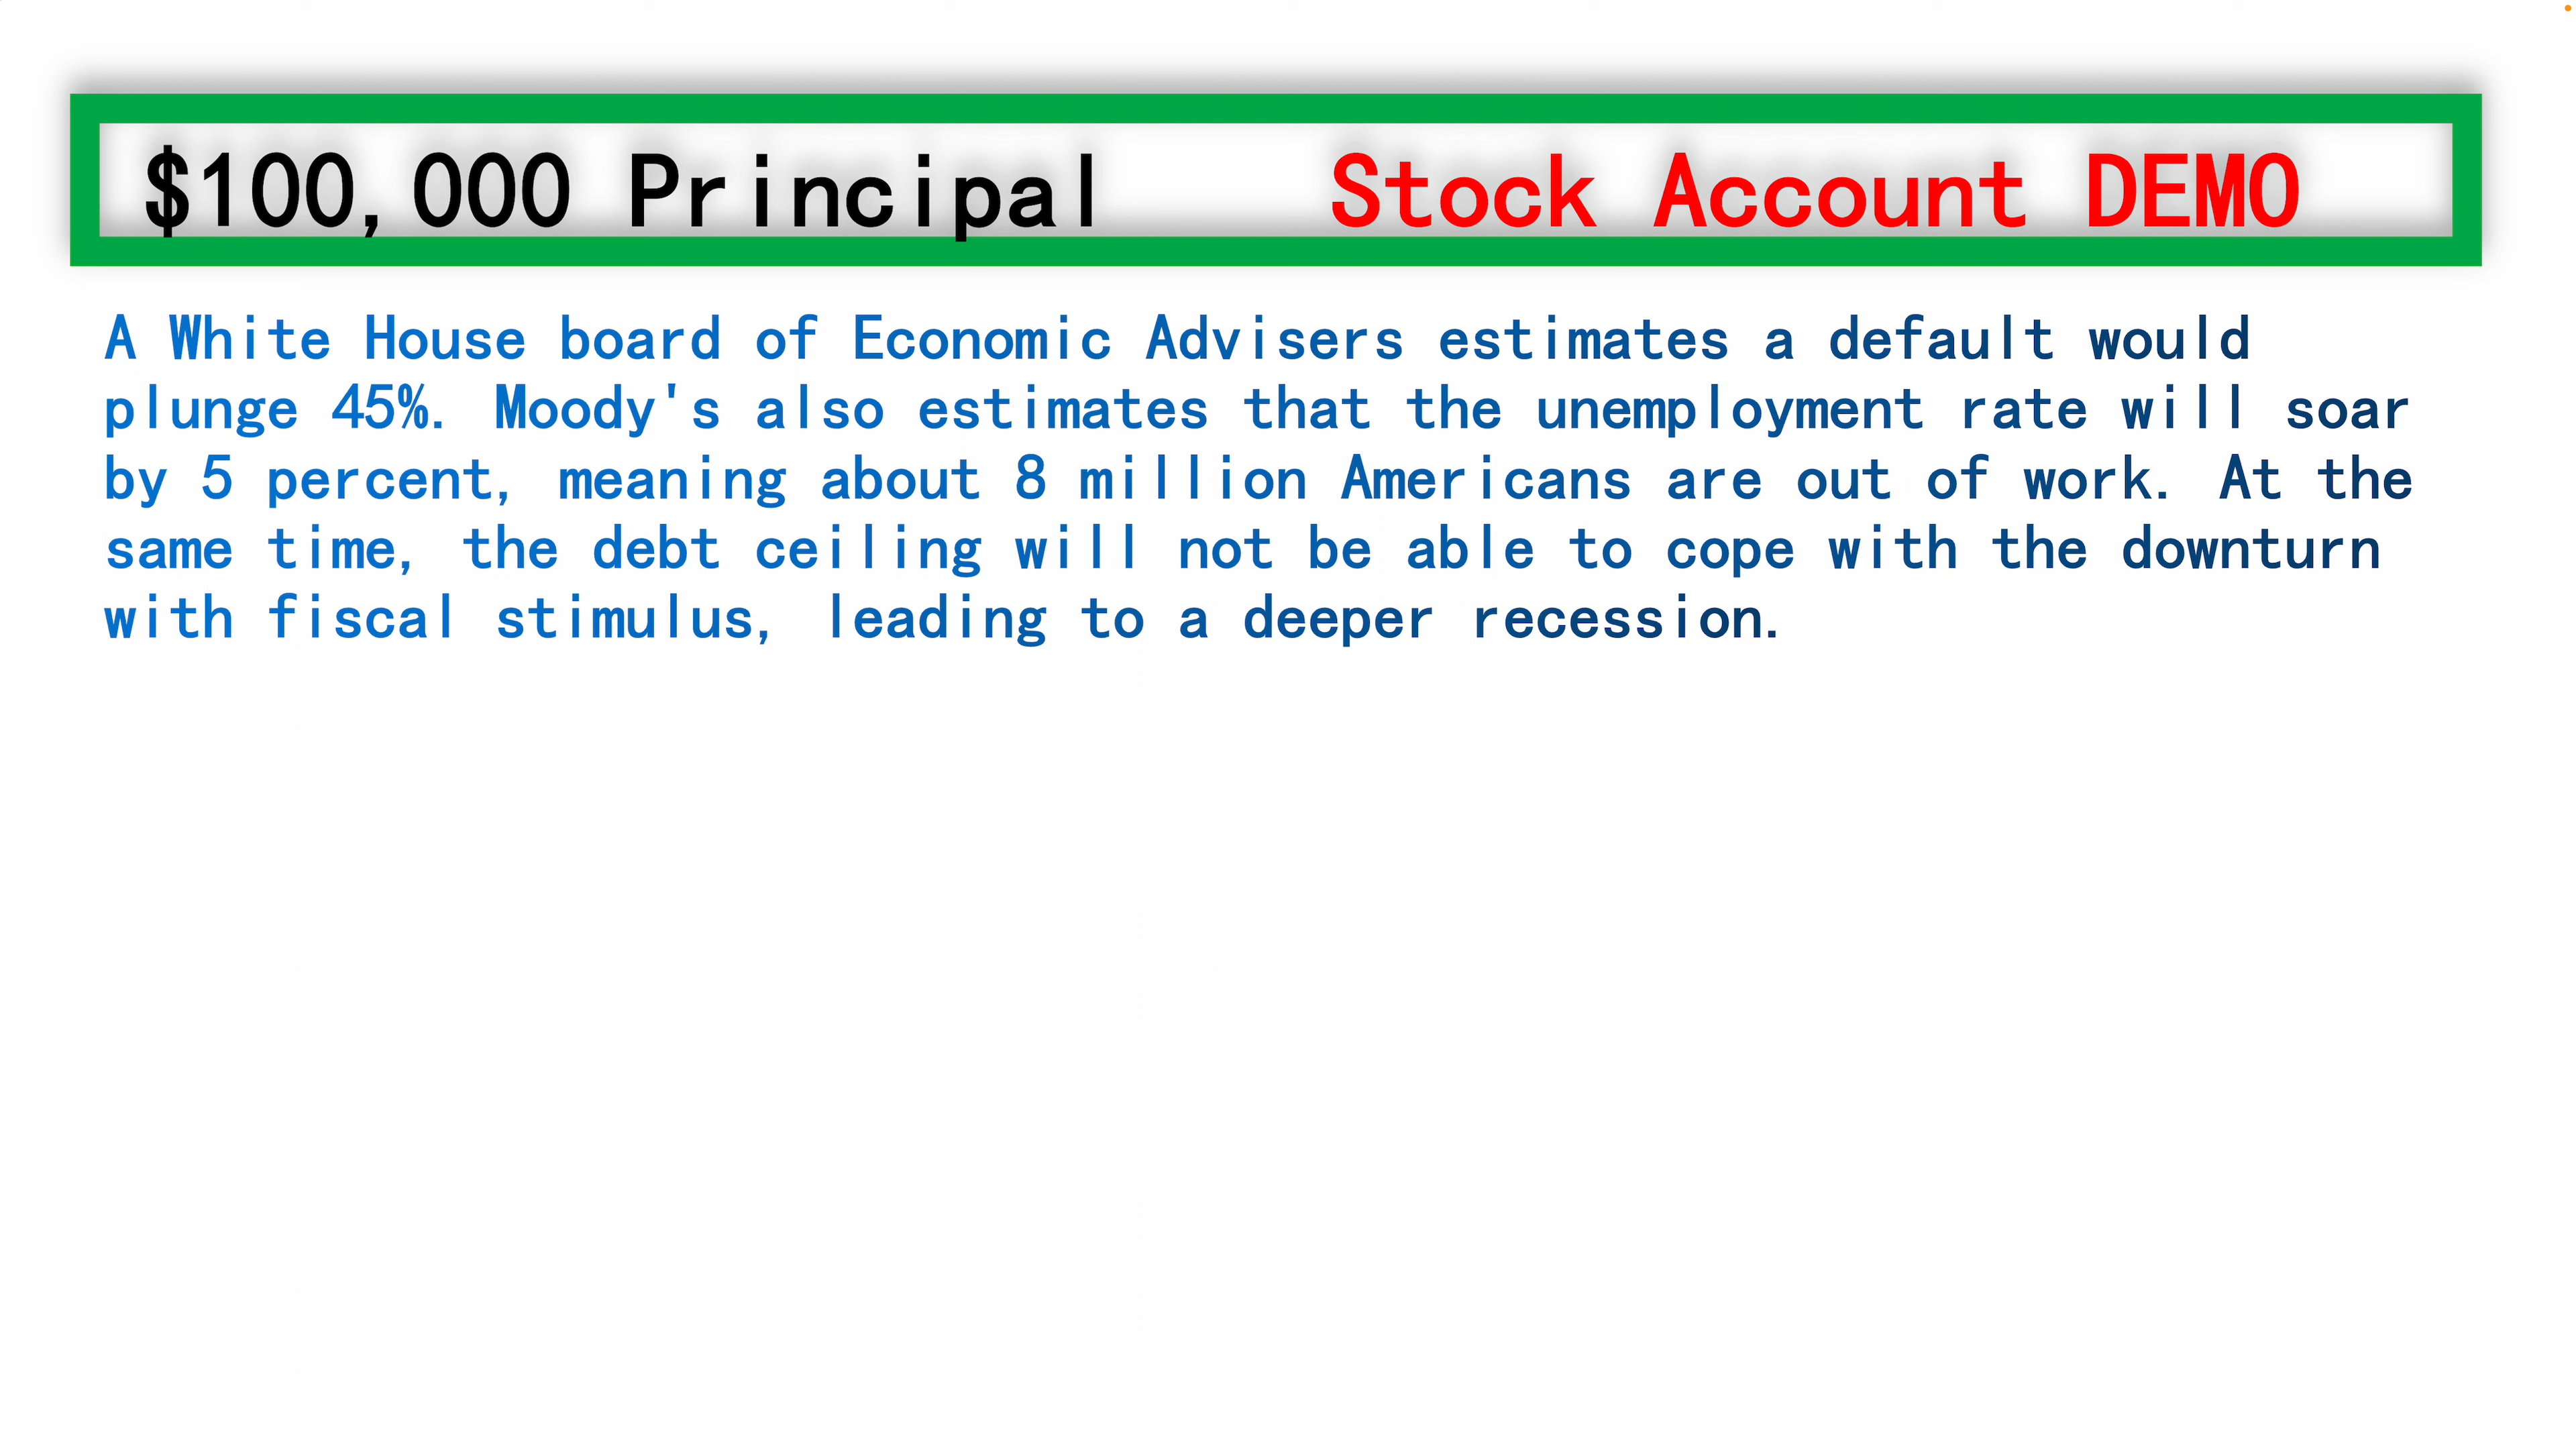 $100,000 Principal Stock Account DEMO
A White House board of Economic Advisers estimates a default would
plunge 45%. Moody's also estimates that the unemployment rate will soar
by 5 percent, meaning about 8 million Americans are out of work. At the
same time, the debt ceiling will not be able to cope with the downturn
with fiscal stimulus, leading to a deeper recession.